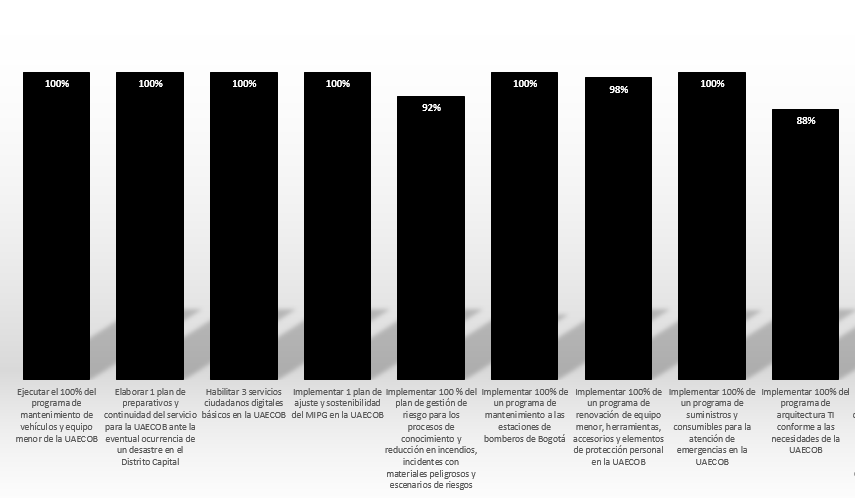 100%
100%
100%
100%
92%
100%
98%
100%
88%
Ejecutar el 100% del
programa de
mantenimiento de
vehículos y equipo
menor de la UAECOB
Elaborar 1 plan de
preparativos y
continuidad del servicio
para la UAECOB ante la
eventual ocurrencia de
un desastre en el
Distrito Capital
Habilitar 3 servicios
ciudadanos digitales
básicos en la UAECOB
Implementar 1 plan de
ajuste y sostenibilidad
del MIPG en la UAECOB
Implementar 100 % del
plan de gestión de
riesgo para los
procesos de
conocimiento y
reducción en incendios,
incidentes con
materiales peligrosos y
escenarios de riesgos
Implementar 100% de
un programa de
mantenimiento a las
estaciones de
bomberos de Bogotá
Implementar 100% de
un programa de
renovación de equipo
menor, herramientas,
accesorios y elementos
de protección personal
en la UAECOB
Implementar 100% de
un programa de
suministros y
consumibles para la
atención de
emergencias en la
UAECOB
Implementar 100% del
programa de
arquitectura TI
conforme a las
necesidades de la
UAECOB